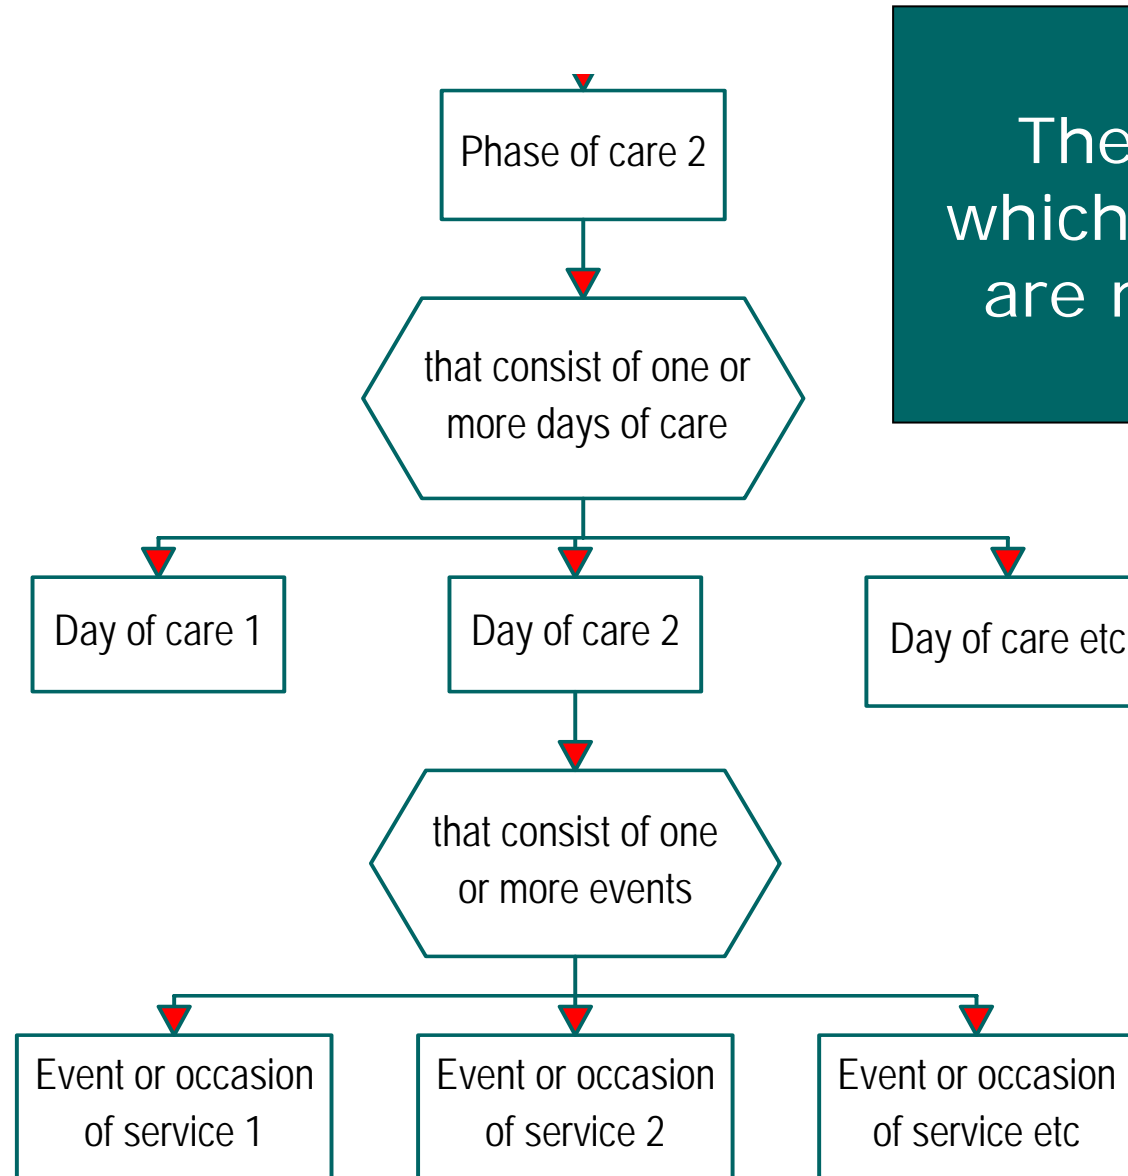 Phase of care 2
The
which
are
that consist of one or
more days of care
Day of care 1
Day of care 2
Day of care etc
that consist of one
or more events
Event or occasion
of service 1
Event or occasion
of service 2
Event or occasion
of service etc